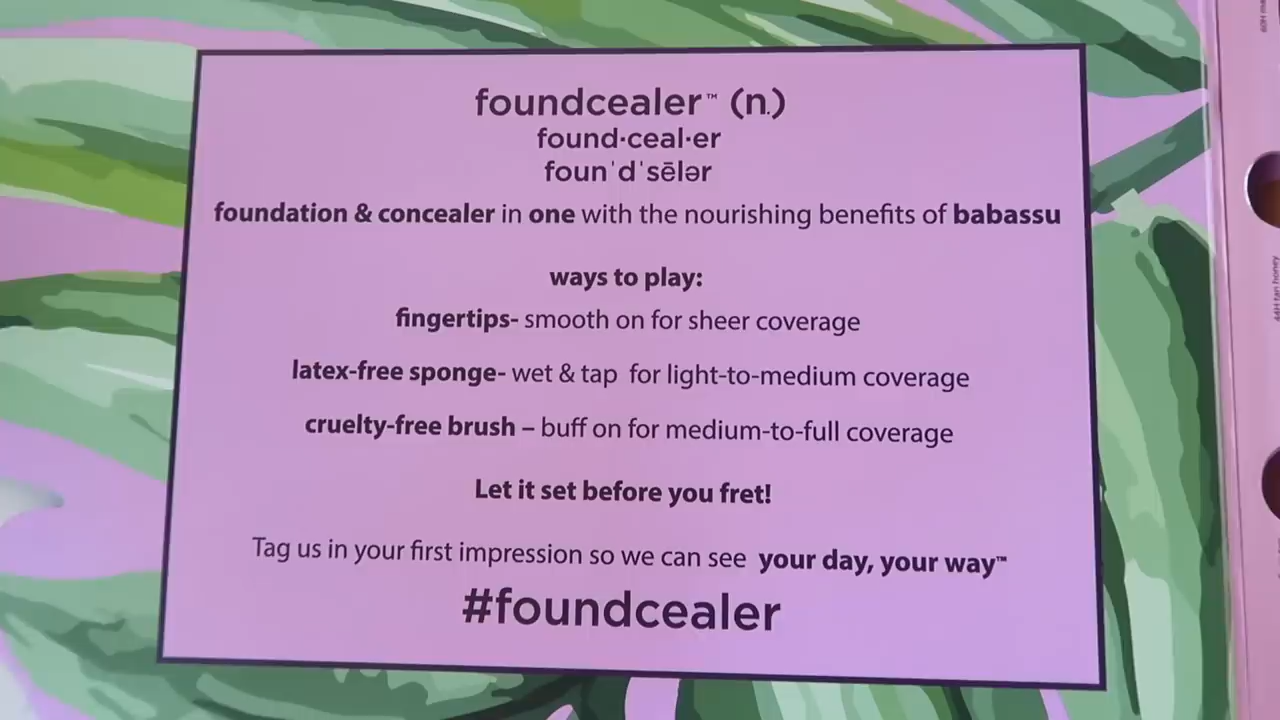 foundcealer™ (n.)
found·ceal·er
foun'd'sēlər
foundation & concealer in one with the nourishing benefits of babassu
ways to play:
fingertips- smooth on for sheer coverage
latex-free sponge- wet & tap for light-to-medium coverage
cruelty-free brush – buff on for medium-to-full coverage
Let it set before you fret!
Tag us in your first impression so we can see your day, your way™
#foundcealer
44H tan honey